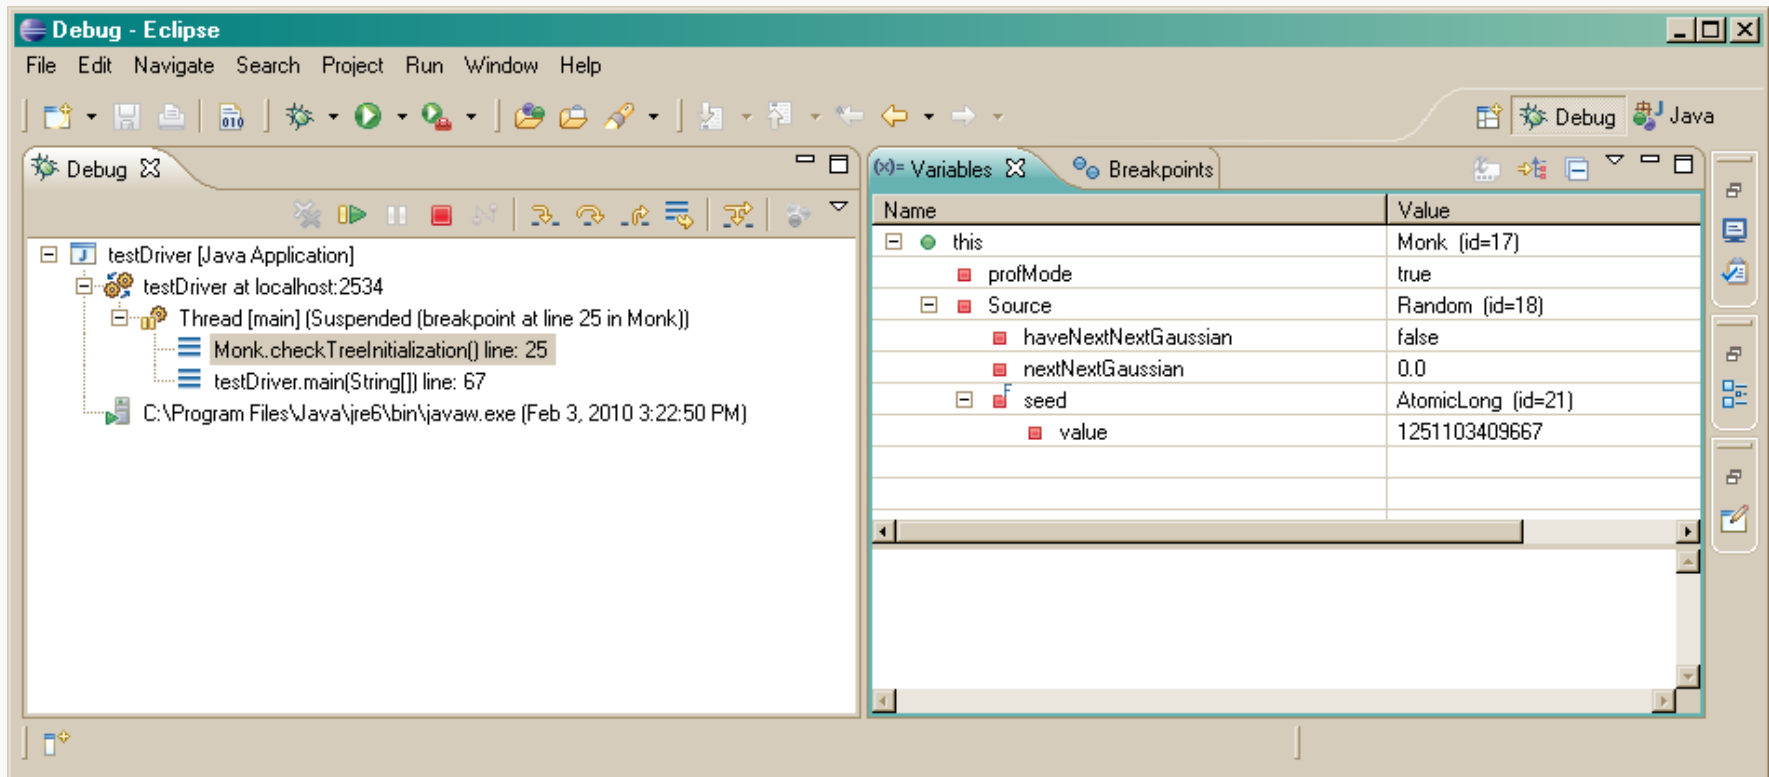 Debug - Eclipse
File Edit Navigate Search Project Run Window Help
010
Debug Java
Debug
(x)= Variables Breakpoints
Name Value
testDriver [Java Application]
testDriver at localhost:2534
Thread [main] (Suspended (breakpoint at line 25 in Monk))
Monk.checkTreeInitialization() line: 25
testDriver.main(String[]) line: 67
C:\Program Files\Java\jre6\bin\javaw.exe (Feb 3, 2010 3:22:50 PM)
this Monk (id=17)
profMode true
Source Random (id=18)
haveNextNextGaussian false
nextNextGaussian 0.0
F seed AtomicLong (id=21)
value 1251103409667